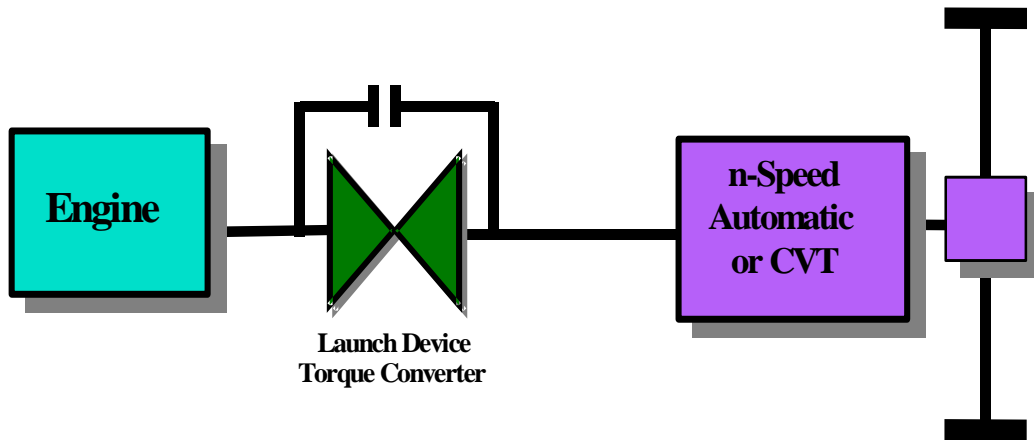 Engine
n-Speed
Automatic
or CVT
Launch Device
Torque Converter